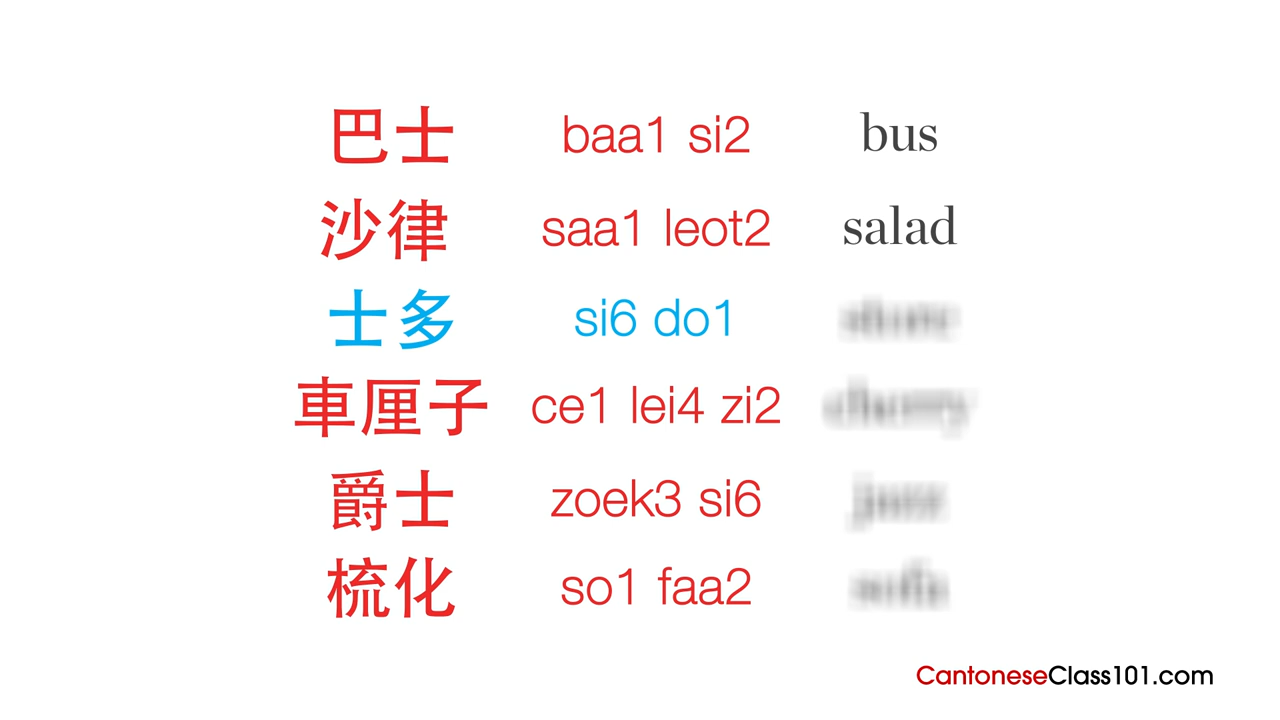 巴士 baa1 si2 bus
沙律 saa1 leot2 salad
士多 si6 do1
車厘子 ce1 lei4 zi2
爵士 zoek3 si6
梳化 so1 faa2
CantoneseClass101.com